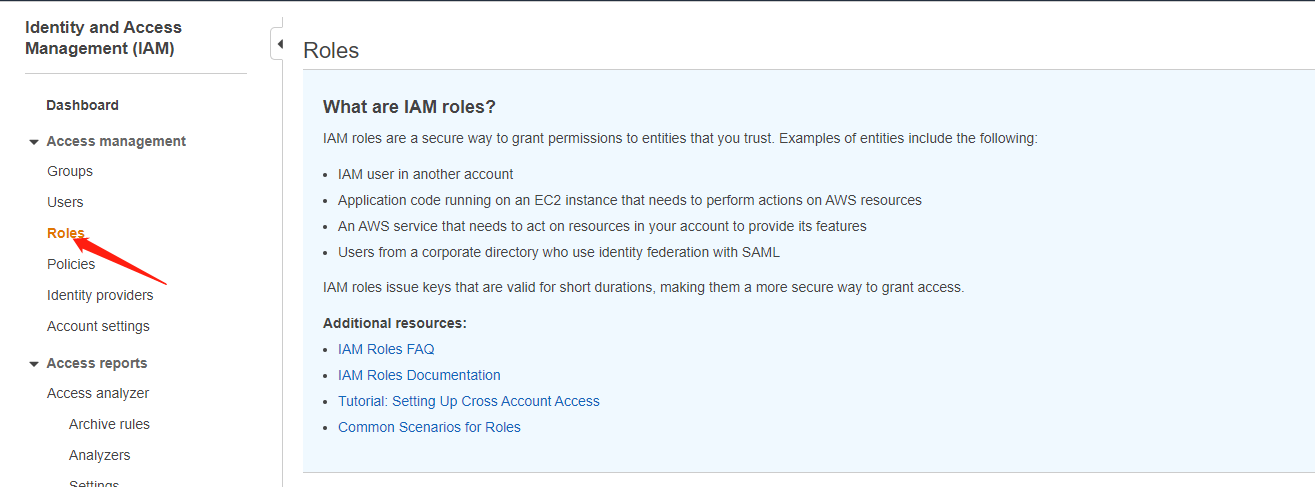 Identity and Access
Management (IAM)
Dashboard
Access management
Groups
Users
Roles
Policies
Identity providers
Account settings
Access reports
Access analyzer
Archive rules
Analyzers
Settings
Roles
What are IAM roles?
IAM roles are a secure way to grant permissions to entities that you trust. Examples of entities include the following:
IAM user in another account
Application code running on an EC2 instance that needs to perform actions on AWS resources
An AWS service that needs to act on resources in your account to provide its features
Users from a corporate directory who use identity federation with SAML
IAM roles issue keys that are valid for short durations, making them a more secure way to grant access.
Additional resources:
IAM Roles FAQ
IAM Roles Documentation
Tutorial: Setting Up Cross Account Access
Common Scenarios for Roles